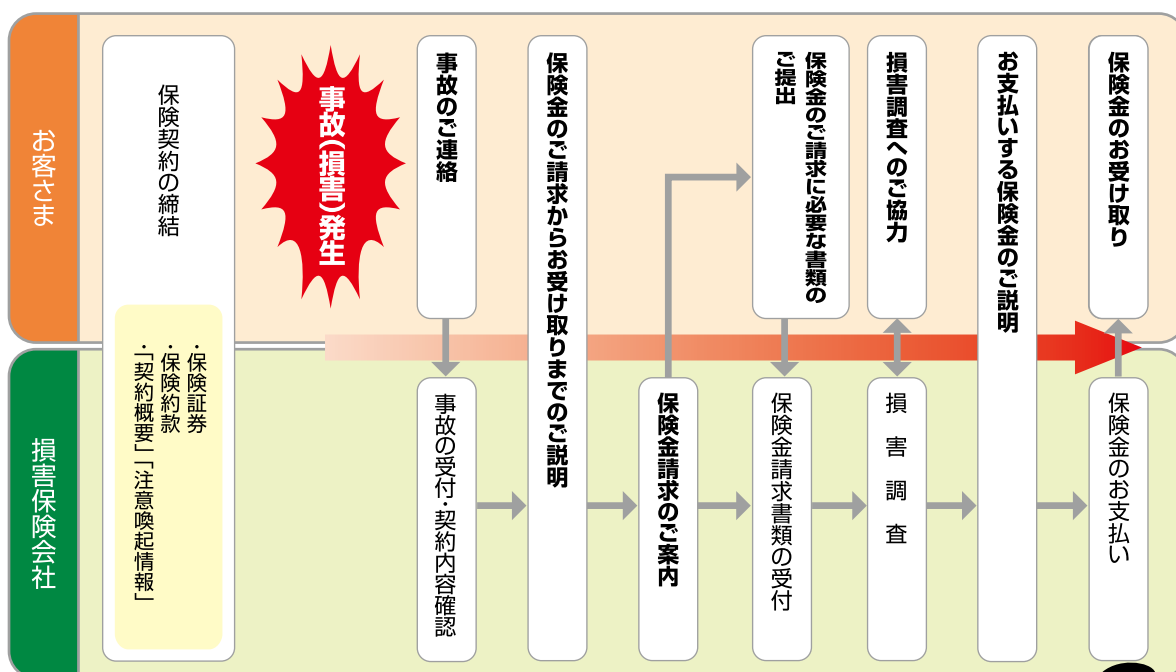 お客さま
損害保険会社
保険契約の締結
・保険証券
・保険約款
・「契約概要」「注意喚起情報」
事故(損害)発生
事故のご連絡
事故の受付・契約内容確認
保険金のご請求からお受け取りまでのご説明
保険金請求のご案内
保険金のご請求に必要な書類の
ご提出
保険金請求書類の受付
損害調査へのご協力
損害調査
お支払いする保険金のご説明
保険金のお受け取り
保険金のお支払い